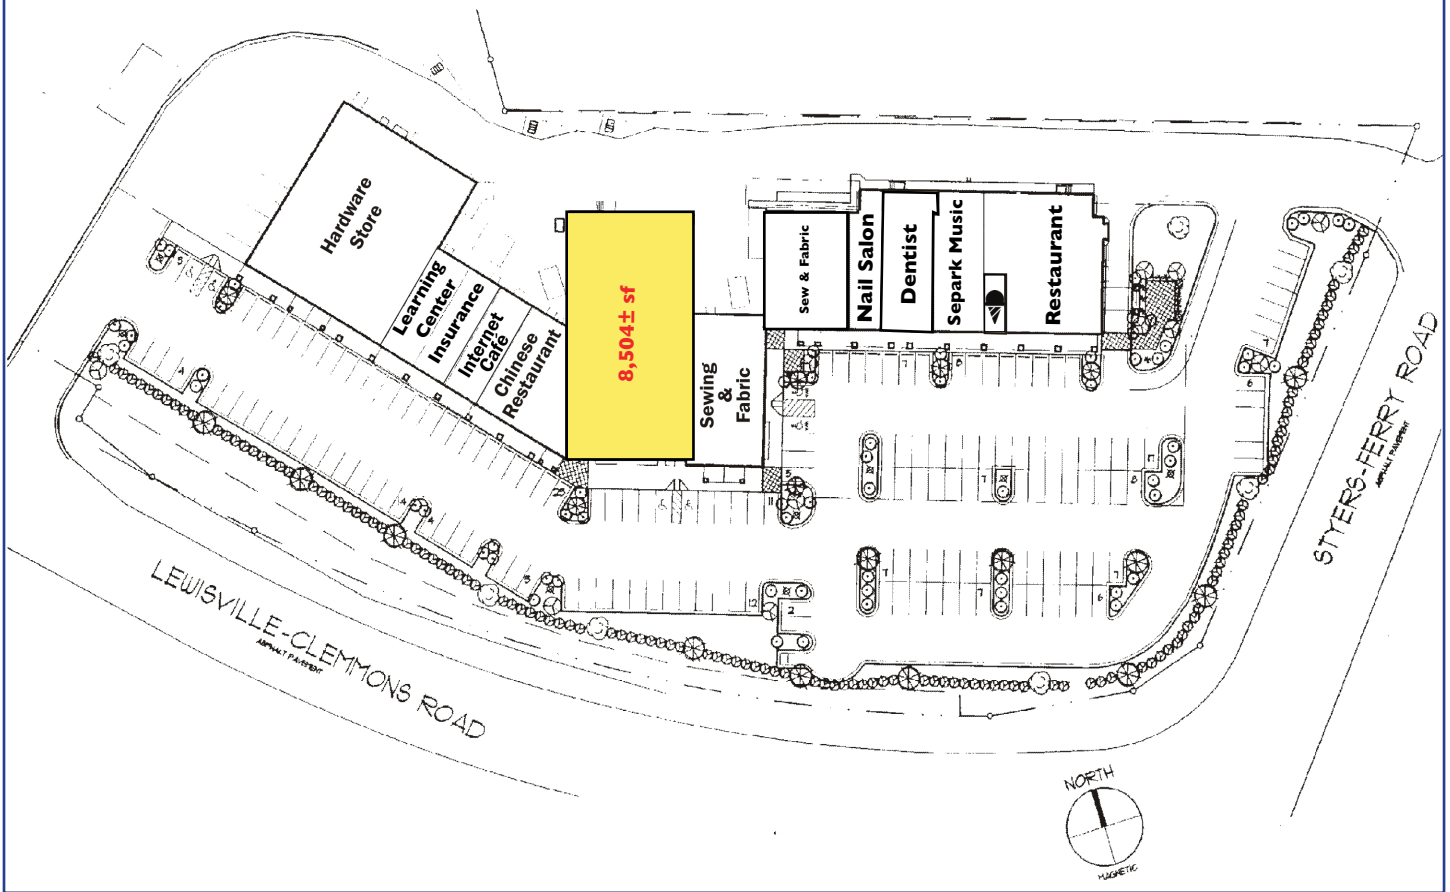 Hardware
Store
Learning
Center
Insurance
Internet
Café
Chinese
Restaurant
8,504± sf
Sewing
&
Fabric
Sew & Fabric
Nail Salon
Dentist
Separk Music
Restaurant
LEWISVILLE-CLEMMONS ROAD
ASPHALT PAVEMENT
STYERS-FERRY ROAD
ASPHALT PAVEMENT
NORTH
MAGNETIC